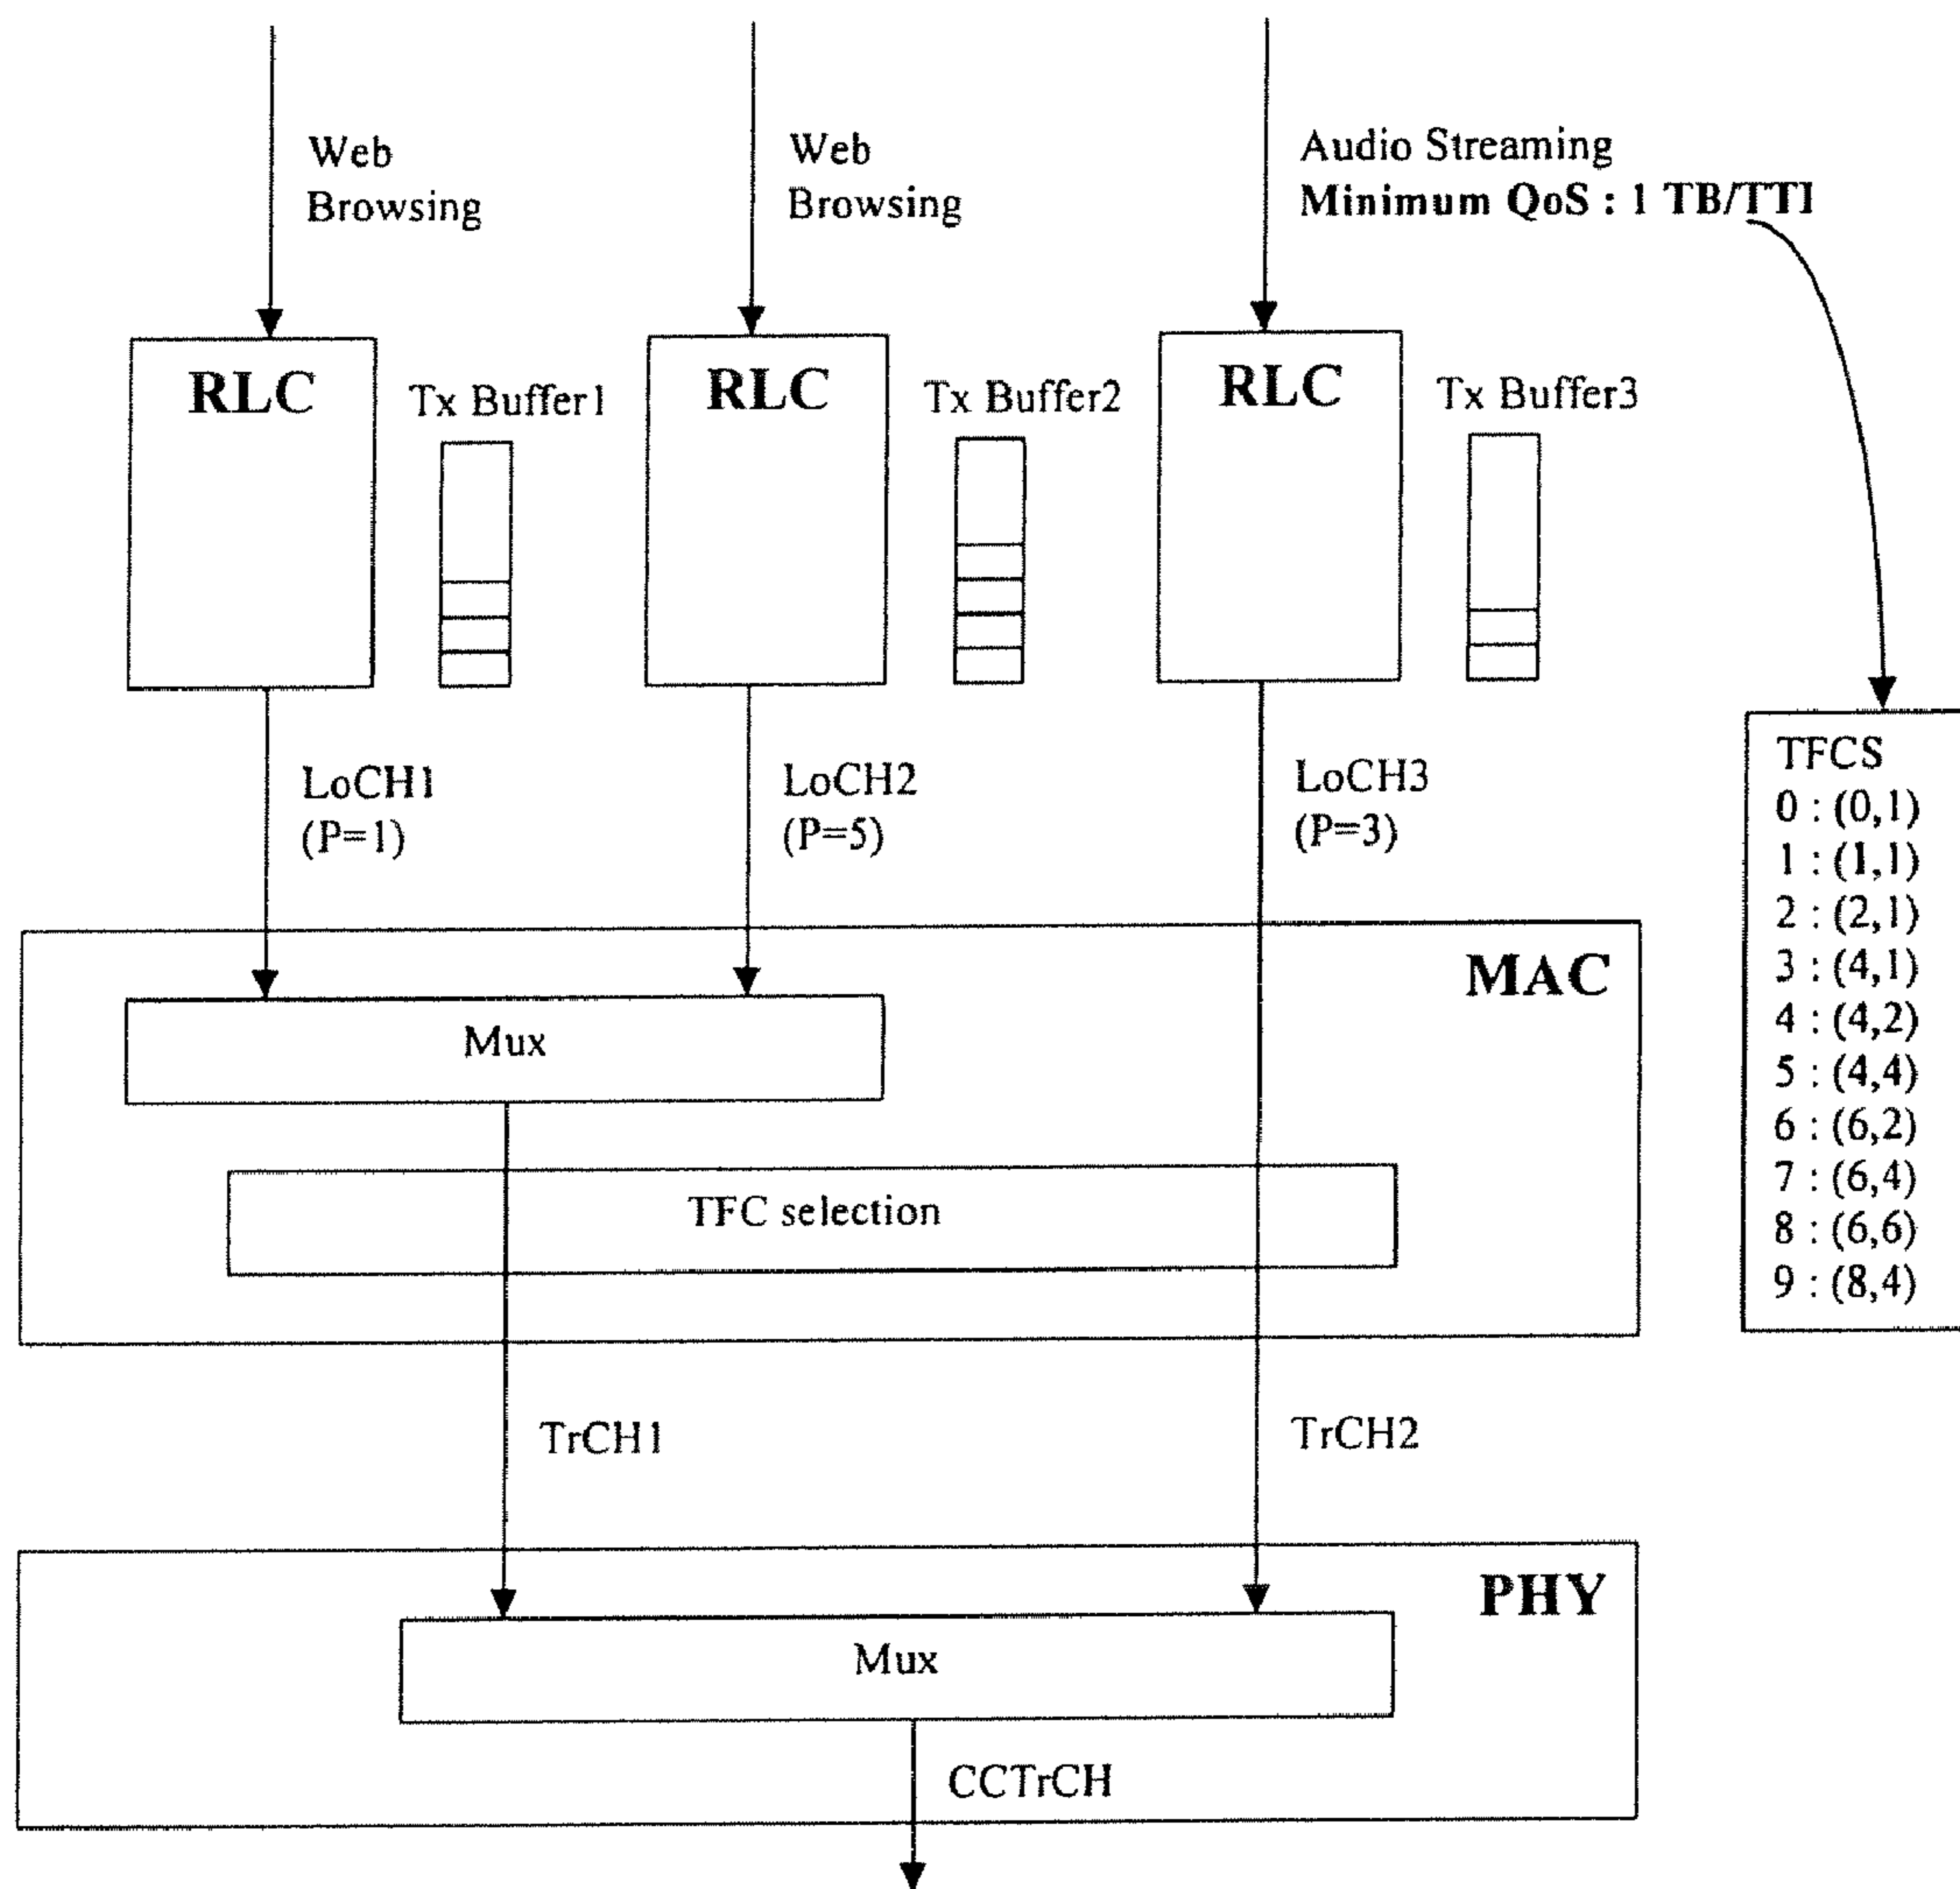 Web
Browsing
Web
Browsing
Audio Streaming
Minimum QoS : 1 TB/TTI
RLC
Tx Buffer1
RLC
Tx Buffer2
RLC
Tx Buffer3
LoCH1
(P=1)
LoCH2
(P=5)
LoCH3
(P=3)
TFCS
0 : (0,1)
1 : (1,1)
2 : (2,1)
3 : (4,1)
4 : (4,2)
5 : (4,4)
6 : (6,2)
7 : (6,4)
8 : (6,6)
9 : (8,4)
MAC
Mux
TFC selection
TrCH1
TrCH2
PHY
Mux
CCTrCH